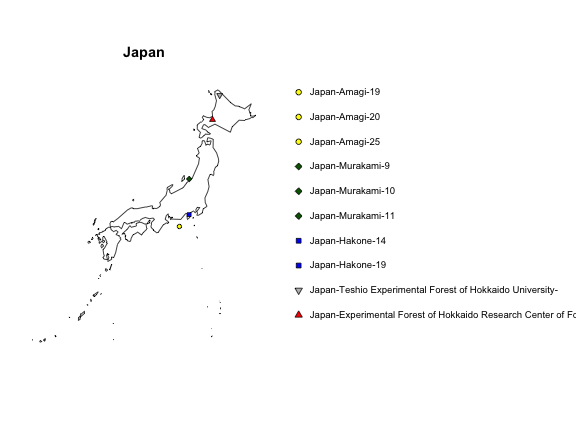 Japan
Japan-Amagi-19
Japan-Amagi-20
Japan-Amagi-25
Japan-Murakami-9
Japan-Murakami-10
Japan-Murakami-11
Japan-Hakone-14
Japan-Hakone-19
Japan-Teshio Experimental Forest of Hokkaido University-
Japan-Experimental Forest of Hokkaido Research Center of Fo